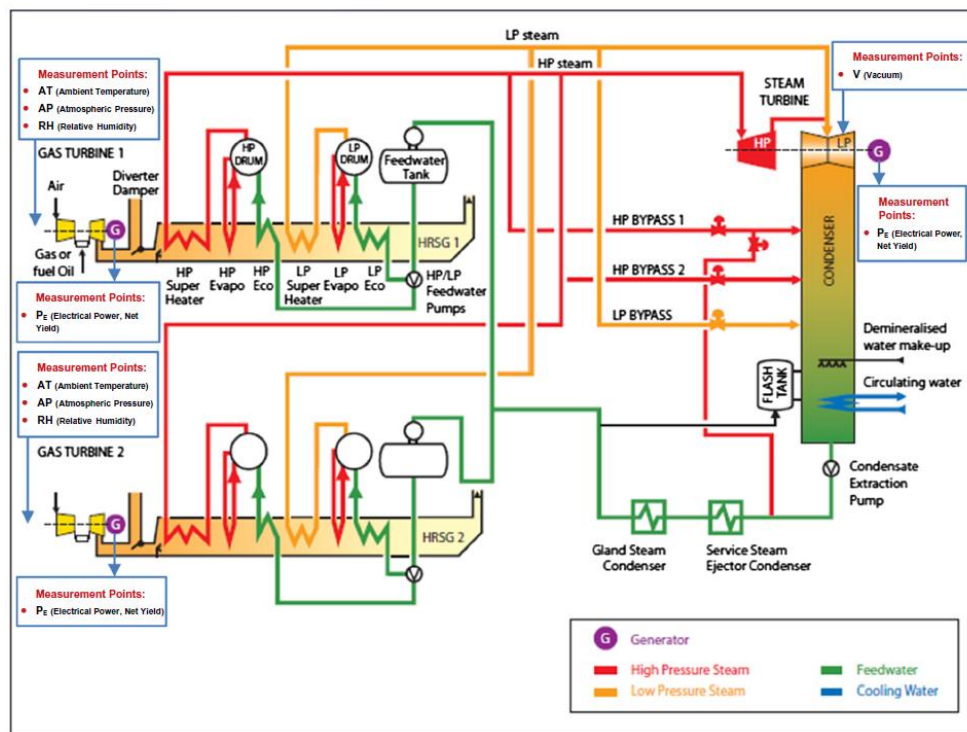 LP steam
HP steam
Measurement Points:
• AT (Ambient Temperature)
• AP (Atmospheric Pressure)
• RH (Relative Humidity)
Measurement Points:
• V (Vacuum)
STEAM
TURBINE
HP
LP
G
GAS TURBINE 1
Diverter
Damper
Air
G
Gas or
fuel Oil
HP
DRUM
LP
DRUM
Feedwater
Tank
HRSG 1
HP
Super
Heater
HP
Evapo
HP
Eco
LP
Super
Heater
LP
Evapo
LP
Eco
HP/LP
Feedwater
Pumps
Measurement
Points:
• PE (Electrical Power,
Net Yield)
HP BYPASS 1
HP BYPASS 2
LP BYPASS
CONDENSER
Measurement Points:
• PE (Electrical Power, Net
Yield)
Demineralised
water make-up
FLASH
TANK
Circulating water
Measurement Points:
• AT (Ambient Temperature)
• AP (Atmospheric Pressure)
• RH (Relative Humidity)
GAS TURBINE 2
G
HRSG 2
Condensate
Extraction
Pump
Gland Steam
Condenser
Service Steam
Ejector Condenser
Measurement Points:
• PE (Electrical Power, Net Yield)
G Generator
High Pressure Steam
Low Pressure Steam
Feedwater
Cooling Water